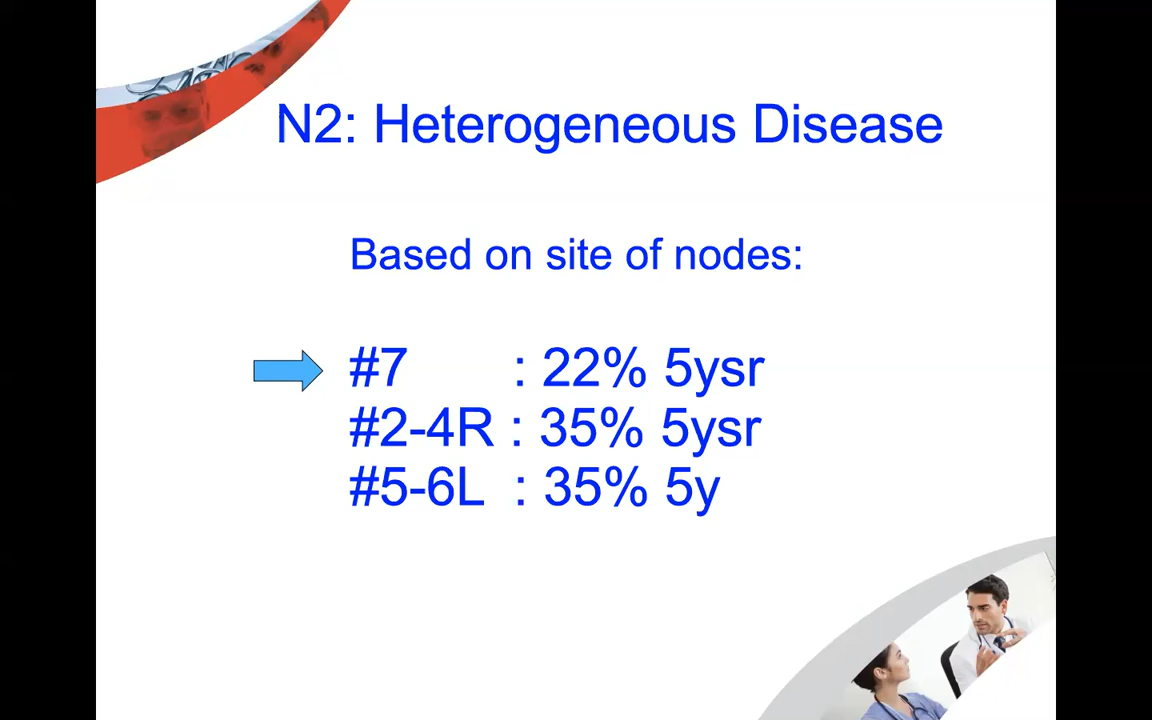 N2: Heterogeneous Disease
Based on site of nodes:
#7 : 22% 5ysr
#2-4R : 35% 5ysr
#5-6L : 35% 5y